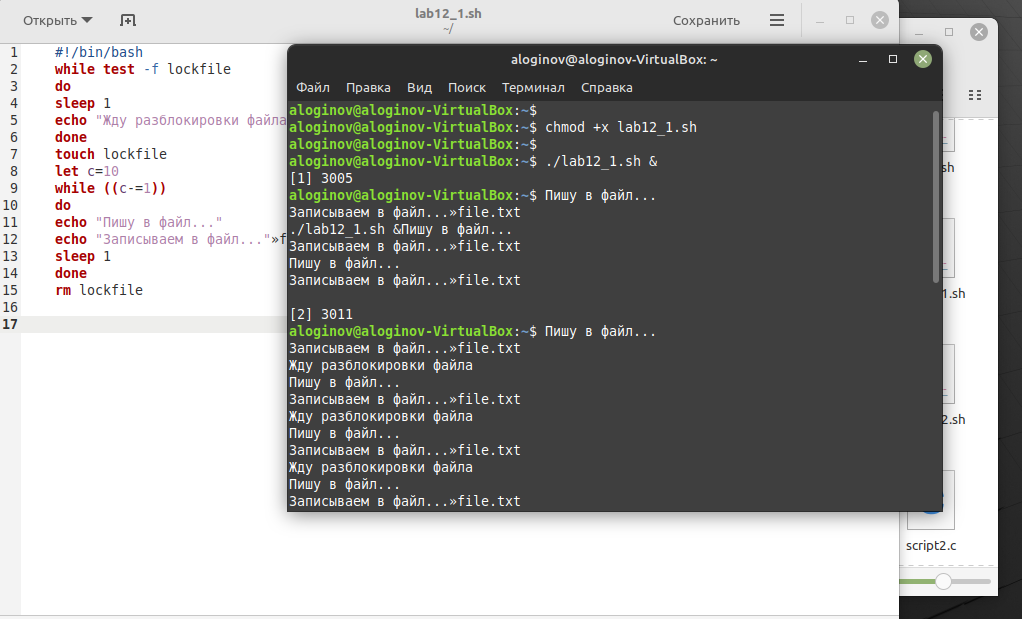 Открыть
lab12_1.sh
~/
Сохранить
1 #!/bin/bash
2 while test -f lockfile
3 do
4 sleep 1
5 echo "Жду разблокировки файла
6 done
7 touch lockfile
8 let c=10
9 while ((c-=1))
10 do
11 echo "Пишу в файл..."
12 echo "Записываем в файл..."»f
13 sleep 1
14 done
15 rm lockfile
16
17
aloginov@aloginov-VirtualBox: ~
Файл Правка Вид Поиск Терминал Справка
aloginov@aloginov-VirtualBox:~$
aloginov@aloginov-VirtualBox:~$ chmod +x lab12_1.sh
aloginov@aloginov-VirtualBox:~$
aloginov@aloginov-VirtualBox:~$ ./lab12_1.sh &
[1] 3005
aloginov@aloginov-VirtualBox:~$ Пишу в файл...
Записываем в файл...»file.txt
./lab12_1.sh &Пишу в файл...
Записываем в файл...»file.txt
Пишу в файл...
Записываем в файл...»file.txt
[2] 3011
aloginov@aloginov-VirtualBox:~$ Пишу в файл...
Записываем в файл...»file.txt
Жду разблокировки файла
Пишу в файл...
Записываем в файл...»file.txt
Жду разблокировки файла
Пишу в файл...
Записываем в файл...»file.txt
Жду разблокировки файла
Пишу в файл...
Записываем в файл...»file.txt
sh
1.sh
2.sh
script2.c